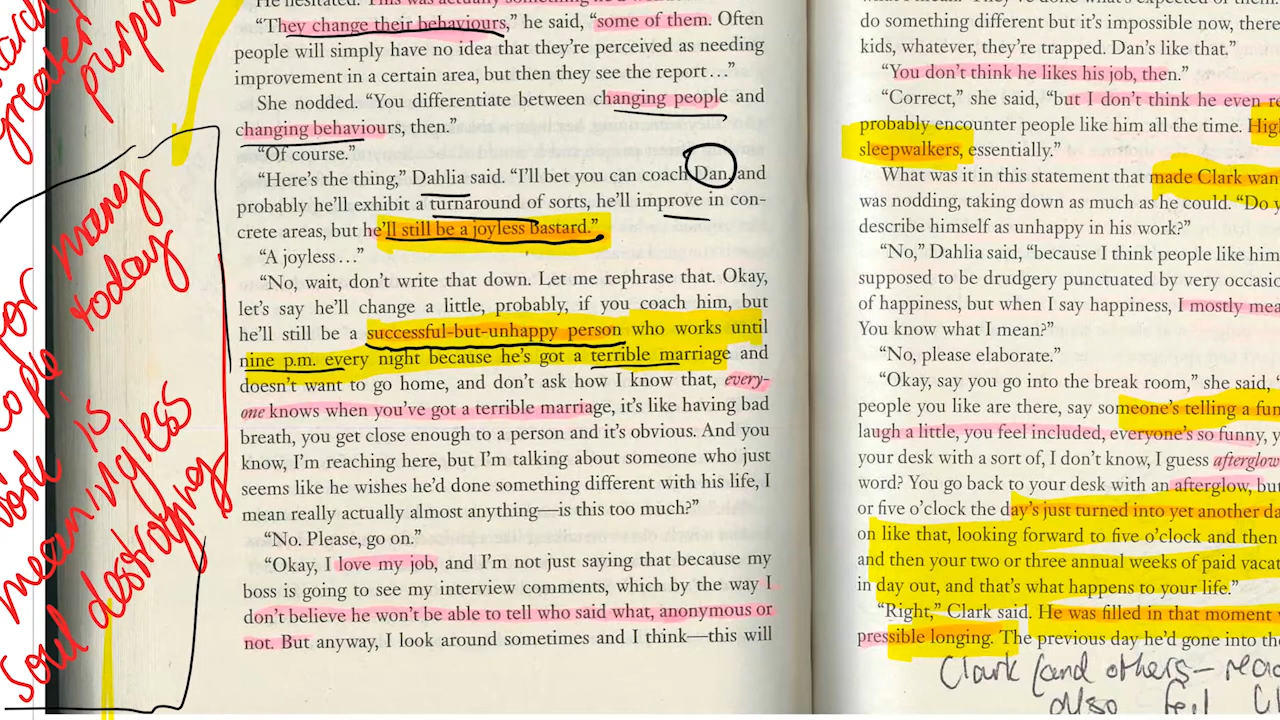 greater
purpose
for money
today
people is
meaningless
soul destroying
"They change their behaviours," he said, "some of them. Often
people will simply have no idea that they're perceived as needing
improvement in a certain area, but then they see the report…"
She nodded. "You differentiate between changing people and
changing behaviours, then."
"Of course."
"Here's the thing," Dahlia said. "I'll bet you can coach Dan, and
probably he'll exhibit a turnaround of sorts, he'll improve in con-
crete areas, but he'll still be a joyless Bastard."
"A joyless…"
"No, wait, don't write that down. Let me rephrase that. Okay,
let's say he'll change a little, probably, if you coach him, but
he'll still be a successful-but-unhappy person who works until
nine p.m. every night because he's got a terrible marriage and
doesn't want to go home, and don't ask how I know that, every-
one knows when you've got a terrible marriage, it's like having bad
breath, you get close enough to a person and it's obvious. And you
know, I'm reaching here, but I'm talking about someone who just
seems like he wishes he'd done something different with his life, I
mean really actually almost anything—is this too much?"
"No. Please, go on."
"Okay, I love my job, and I'm not just saying that because my
boss is going to see my interview comments, which by the way I
don't believe he won't be able to tell who said what, anonymous or
not. But anyway, I look around sometimes and I think—this will
do something different but it's impossible now, there
kids, whatever, they're trapped. Dan's like that."
"You don't think he likes his job, then."
"Correct," she said, "but I don't think he even re
probably encounter people like him all the time. Hig
sleepwalkers, essentially."
What was it in this statement that made Clark wan
was nodding, taking down as much as he could. "Do y
describe himself as unhappy in his work?"
"No," Dahlia said, "because I think people like him
supposed to be drudgery punctuated by very occasio
of happiness, but when I say happiness, I mostly mea
You know what I mean?"
"No, please elaborate."
"Okay, say you go into the break room," she said, "
people you like are there, say someone's telling a fun
laugh a little, you feel included, everyone's so funny, y
your desk with a sort of, I don't know, I guess afterglow
word? You go back to your desk with an afterglow, but
or five o'clock the day's just turned into yet another da
on like that, looking forward to five o'clock and then
and then your two or three annual weeks of paid vacat
in day out, and that's what happens to your life."
"Right," Clark said. He was filled in that moment w
pressible longing. The previous day he'd gone into the
Clark (and others – read
also feel